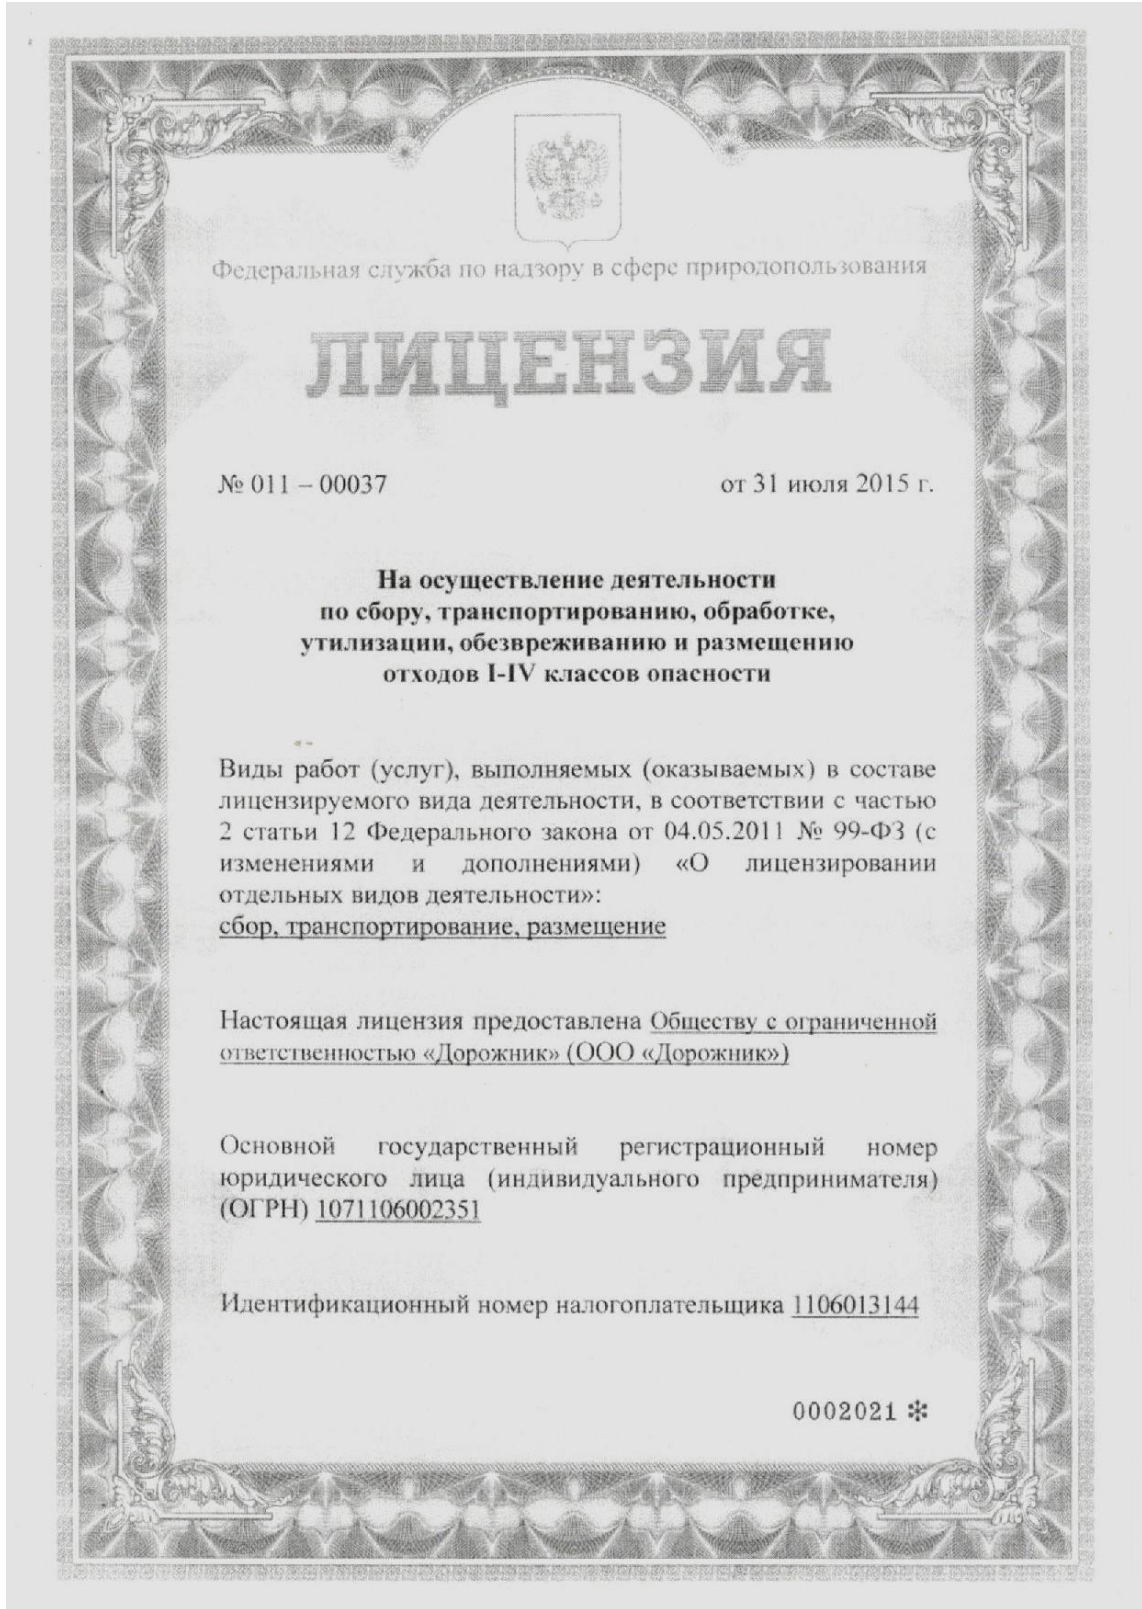 Федеральная служба по надзору в сфере природопользования
ЛИЦЕНЗИЯ
№ 011 – 00037 от 31 июля 2015 г.
На осуществление деятельности
по сбору, транспортированию, обработке,
утилизации, обезвреживанию и размещению
отходов I-IV классов опасности
Виды работ (услуг), выполняемых (оказываемых) в составе
лицензируемого вида деятельности, в соответствии с частью
2 статьи 12 Федерального закона от 04.05.2011 № 99-ФЗ (с
изменениями и дополнениями) «О лицензировании
отдельных видов деятельности»:
сбор, транспортирование, размещение
Настоящая лицензия предоставлена Обществу с ограниченной
ответственностью «Дорожник» (ООО «Дорожник»)
Основной государственный регистрационный номер
юридического лица (индивидуального предпринимателя)
(ОГРН) 1071106002351
Идентификационный номер налогоплательщика 1106013144
0002021 ✻